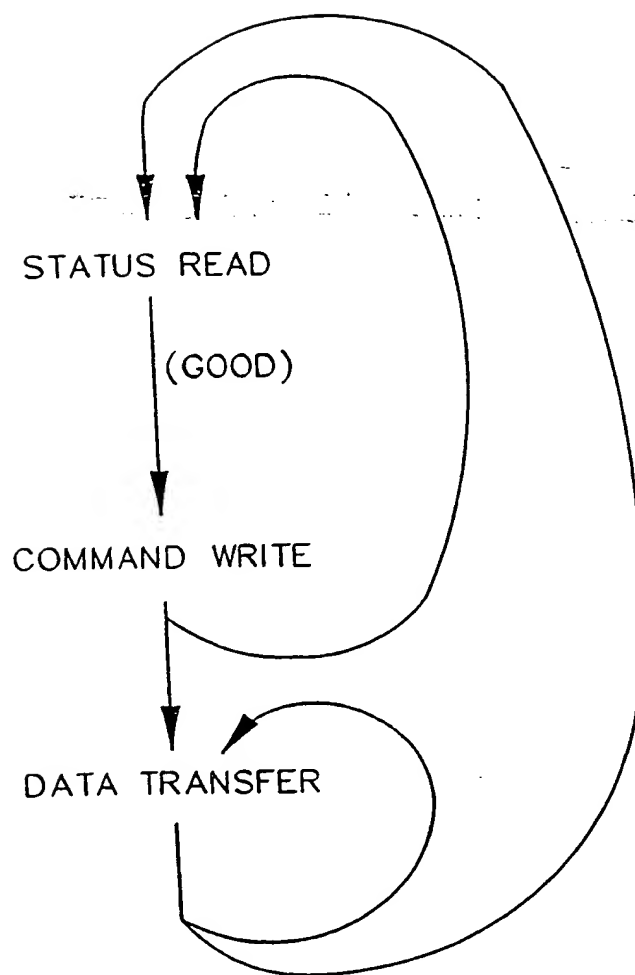 STATUS READ
(GOOD)
COMMAND WRITE
DATA TRANSFER